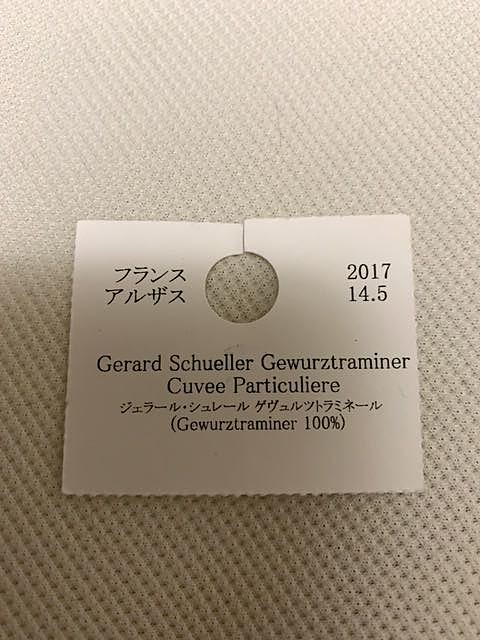 フランス 2017
アルザス 14.5
Gerard Schueller Gewurztraminer
Cuvee Particuliere
ジェラール・シュレール ゲヴュルツトラミネール
(Gewurztraminer 100%)